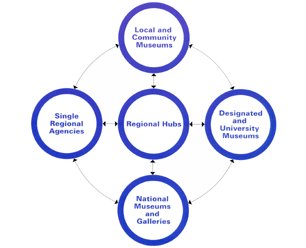 Local and
Community
Museums
Single
Regional
Agencies
Regional Hubs
Designated
and
University
Museums
National
Museums
and
Galleries